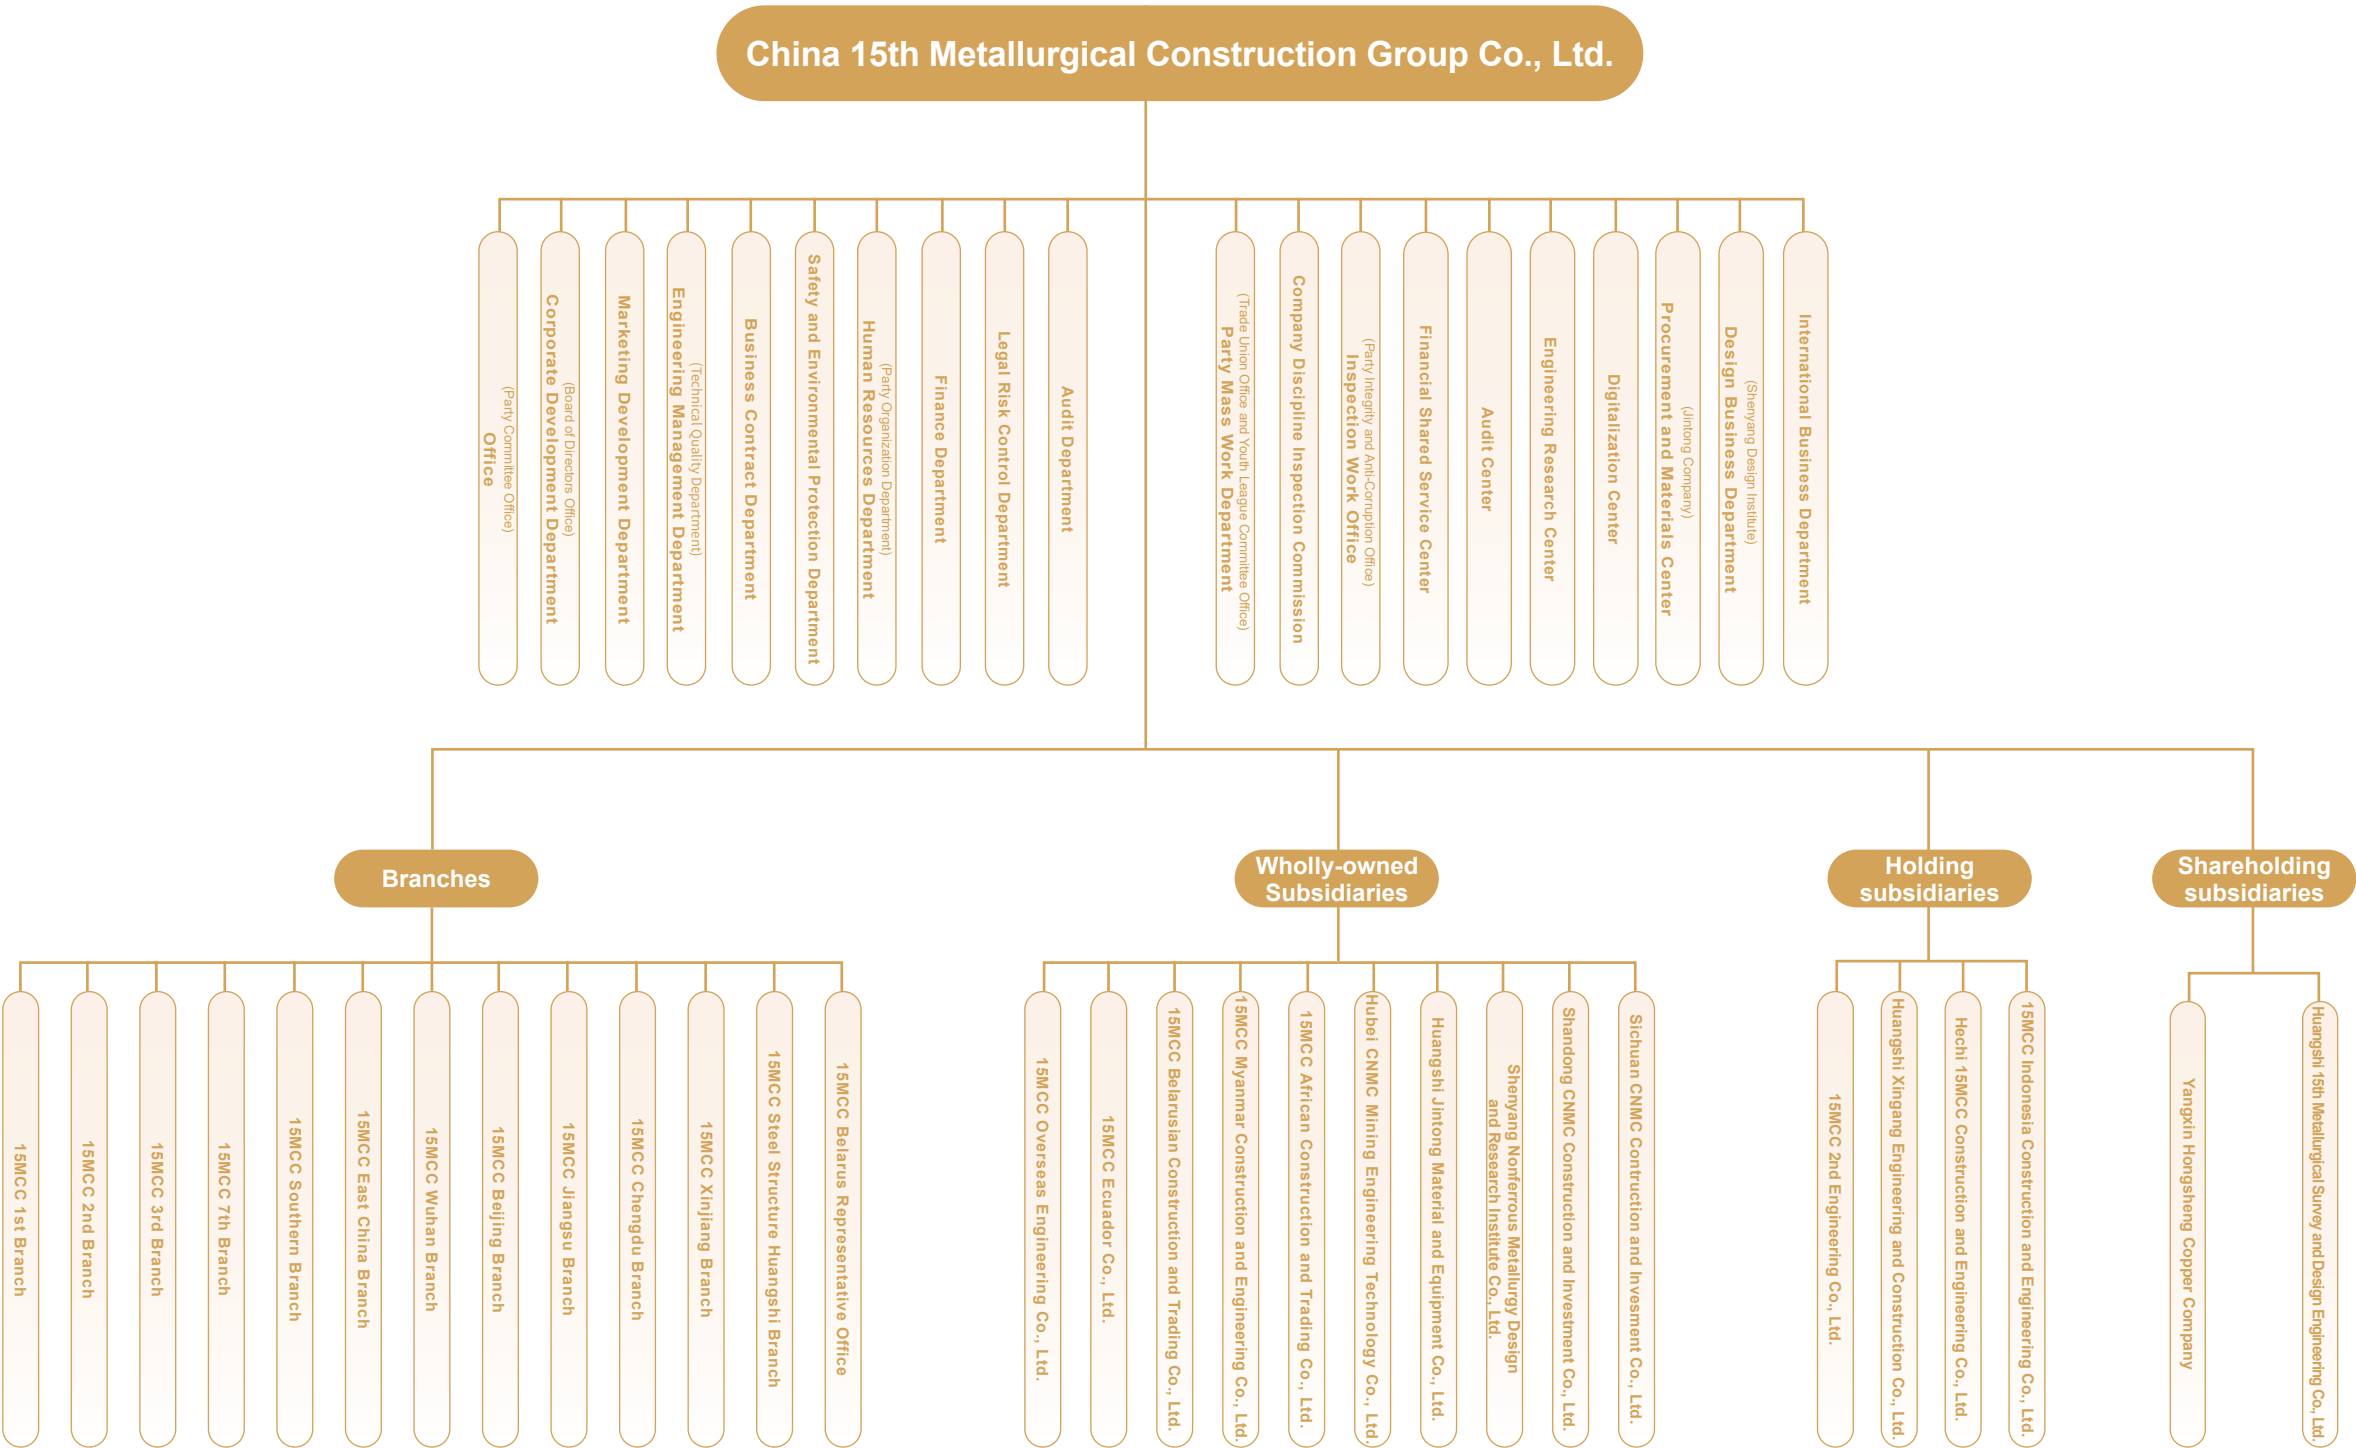 China 15th Metallurgical Construction Group Co., Ltd.
(Party Committee Office)
Office
(Board of Directors Office)
Corporate Development Department
Marketing Development Department
(Technical Quality Department)
Engineering Management Department
Business Contract Department
Safety and Environmental Protection Department
(Party Organization Department)
Human Resources Department
Finance Department
Legal Risk Control Department
Audit Department
(Trade Union Office and Youth League Committee Office)
Party Mass Work Department
Company Discipline Inspection Commission
(Party Integrity and Anti-Corruption Office)
Inspection Work Office
Financial Shared Service Center
Audit Center
Engineering Research Center
Digitalization Center
(Jintong Company)
Procurement and Materials Center
(Shenyang Design Institute)
Design Business Department
International Business Department
Branches
Wholly-owned
Subsidiaries
Holding
subsidiaries
Shareholding
subsidiaries
15MCC 1st Branch
15MCC 2nd Branch
15MCC 3rd Branch
15MCC 7th Branch
15MCC Southern Branch
15MCC East China Branch
15MCC Wuhan Branch
15MCC Beijing Branch
15MCC Jiangsu Branch
15MCC Chengdu Branch
15MCC Xinjiang Branch
15MCC Steel Structure Huangshi Branch
15MCC Belarus Representative Office
15MCC Overseas Engineering Co., Ltd.
15MCC Ecuador Co., Ltd.
15MCC Belarusian Construction and Trading Co., Ltd.
15MCC Myanmar Construction and Engineering Co., Ltd.
15MCC African Construction and Trading Co., Ltd.
Hubei CNMC Mining Engineering Technology Co., Ltd.
Huangshi Jintong Material and Equipment Co., Ltd.
Shenyang Nonferrous Metallurgy Design
and Research Institute Co., Ltd.
Shandong CNMC Construction and Investment Co., Ltd.
Sichuan CNMC Contruction and Invesment Co., Ltd.
15MCC 2nd Engineering Co., Ltd.
Huangshi Xingang Engineering and Construction Co., Ltd.
Hechi 15MCC Construction and Engineering Co., Ltd.
15MCC Indonesia Construction and Engineering Co., Ltd.
Yangxin Hongsheng Copper Company
Huangshi 15th Metallurgical Survey and Design Engineering Co., Ltd.